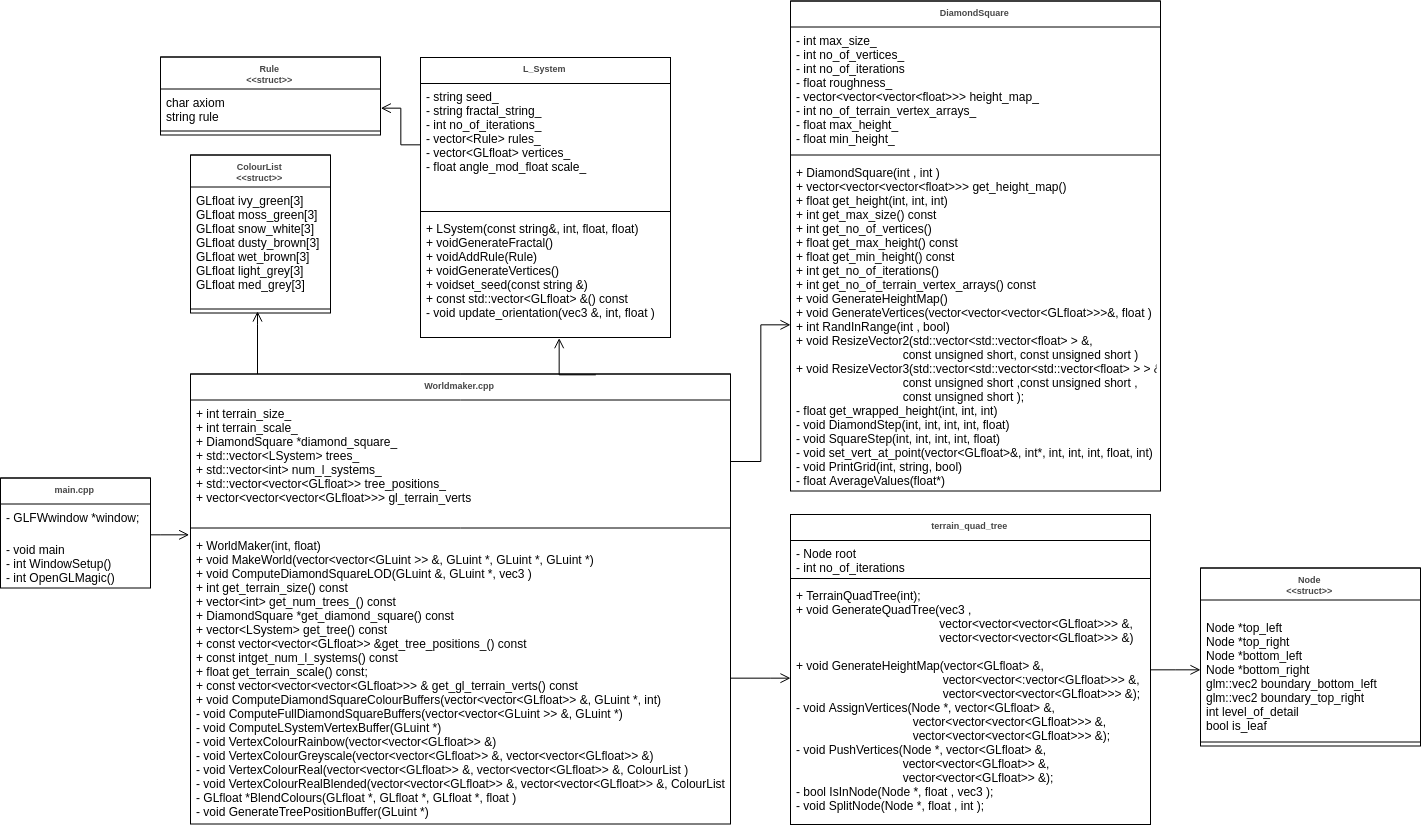 DiamondSquare
- int max_size_
- int no_of_vertices_
- int no_of_iterations
- float roughness_
- vector<vector<vector<float>>> height_map_
- int no_of_terrain_vertex_arrays_
- float max_height_
- float min_height_
+ DiamondSquare(int , int )
+ vector<vector<vector<float>>> get_height_map()
+ float get_height(int, int, int)
+ int get_max_size() const
+ int get_no_of_vertices()
+ float get_max_height() const
+ float get_min_height() const
+ int get_no_of_iterations()
+ int get_no_of_terrain_vertex_arrays() const
+ void GenerateHeightMap()
+ void GenerateVertices(vector<vector<vector<GLfloat>>>&, float )
+ int RandInRange(int , bool)
+ void ResizeVector2(std::vector<std::vector<float> > &,
const unsigned short, const unsigned short )
+ void ResizeVector3(std::vector<std::vector<std::vector<float> > > &
const unsigned short ,const unsigned short ,
const unsigned short );
- float get_wrapped_height(int, int, int)
- void DiamondStep(int, int, int, int, float)
- void SquareStep(int, int, int, int, float)
- void set_vert_at_point(vector<GLfloat>&, int*, int, int, int, float, int)
- void PrintGrid(int, string, bool)
- float AverageValues(float*)
Rule
<<struct>>
char axiom
string rule
L_System
- string seed_
- string fractal_string_
- int no_of_iterations_
- vector<Rule> rules_
- vector<GLfloat> vertices_
- float angle_mod_float scale_
+ LSystem(const string&, int, float, float)
+ voidGenerateFractal()
+ voidAddRule(Rule)
+ voidGenerateVertices()
+ voidset_seed(const string &)
+ const std::vector<GLfloat> &() const
- void update_orientation(vec3 &, int, float )
ColourList
<<struct>>
GLfloat ivy_green[3]
GLfloat moss_green[3]
GLfloat snow_white[3]
GLfloat dusty_brown[3]
GLfloat wet_brown[3]
GLfloat light_grey[3]
GLfloat med_grey[3]
Worldmaker.cpp
+ int terrain_size_
+ int terrain_scale_
+ DiamondSquare *diamond_square_
+ std::vector<LSystem> trees_
+ std::vector<int> num_l_systems_
+ std::vector<vector<GLfloat>> tree_positions_
+ vector<vector<vector<GLfloat>>> gl_terrain_verts
+ WorldMaker(int, float)
+ void MakeWorld(vector<vector<GLuint >> &, GLuint *, GLuint *, GLuint *)
+ void ComputeDiamondSquareLOD(GLuint &, GLuint *, vec3 )
+ int get_terrain_size() const
+ vector<int> get_num_trees_() const
+ DiamondSquare *get_diamond_square() const
+ vector<LSystem> get_tree() const
+ const vector<vector<GLfloat>> &get_tree_positions_() const
+ const intget_num_l_systems() const
+ float get_terrain_scale() const;
+ const vector<vector<vector<GLfloat>>> & get_gl_terrain_verts() const
+ void ComputeDiamondSquareColourBuffers(vector<vector<GLfloat>> &, GLuint *, int)
- void ComputeFullDiamondSquareBuffers(vector<vector<GLuint >> &, GLuint *)
- void ComputeLSystemVertexBuffer(GLuint *)
- void VertexColourRainbow(vector<vector<GLfloat>> &)
- void VertexColourGreyscale(vector<vector<GLfloat>> &, vector<vector<GLfloat>> &)
- void VertexColourReal(vector<vector<GLfloat>> &, vector<vector<GLfloat>> &, ColourList )
- void VertexColourRealBlended(vector<vector<GLfloat>> &, vector<vector<GLfloat>> &, ColourList
- GLfloat *BlendColours(GLfloat *, GLfloat *, GLfloat *, float )
- void GenerateTreePositionBuffer(GLuint *)
main.cpp
- GLFWwindow *window;
- void main
- int WindowSetup()
- int OpenGLMagic()
terrain_quad_tree
- Node root
- int no_of_iterations
+ TerrainQuadTree(int);
+ void GenerateQuadTree(vec3 ,
vector<vector<vector<GLfloat>>> &,
vector<vector<vector<GLfloat>>> &)
+ void GenerateHeightMap(vector<GLfloat> &,
vector<vector<:vector<GLfloat>>> &,
vector<vector<vector<GLfloat>>> &);
- void AssignVertices(Node *, vector<GLfloat> &,
vector<vector<vector<GLfloat>>> &,
vector<vector<vector<GLfloat>>> &);
- void PushVertices(Node *, vector<GLfloat> &,
vector<vector<GLfloat>> &,
vector<vector<GLfloat>> &);
- bool IsInNode(Node *, float , vec3 );
- void SplitNode(Node *, float , int );
Node
<<struct>>
Node *top_left
Node *top_right
Node *bottom_left
Node *bottom_right
glm::vec2 boundary_bottom_left
glm::vec2 boundary_top_right
int level_of_detail
bool is_leaf